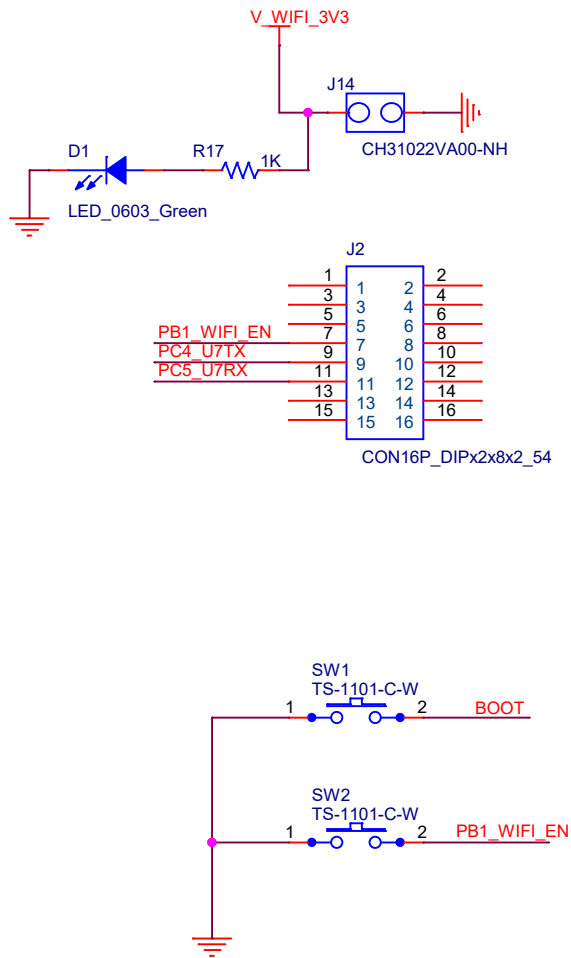 V_WIFI_3V3
J14
CH31022VA00-NH
D1
R17
1K
LED_0603_Green
J2
1 1 2 2
3 3 4 4
5 5 6 6
PB1_WIFI_EN 7 7 8 8
PC4_U7TX 9 9 10 10
PC5_U7RX 11 11 12 12
13 13 14 14
15 15 16 16
CON16P_DIPx2x8x2_54
SW1
TS-1101-C-W
1 2 BOOT
SW2
TS-1101-C-W
1 2 PB1_WIFI_EN